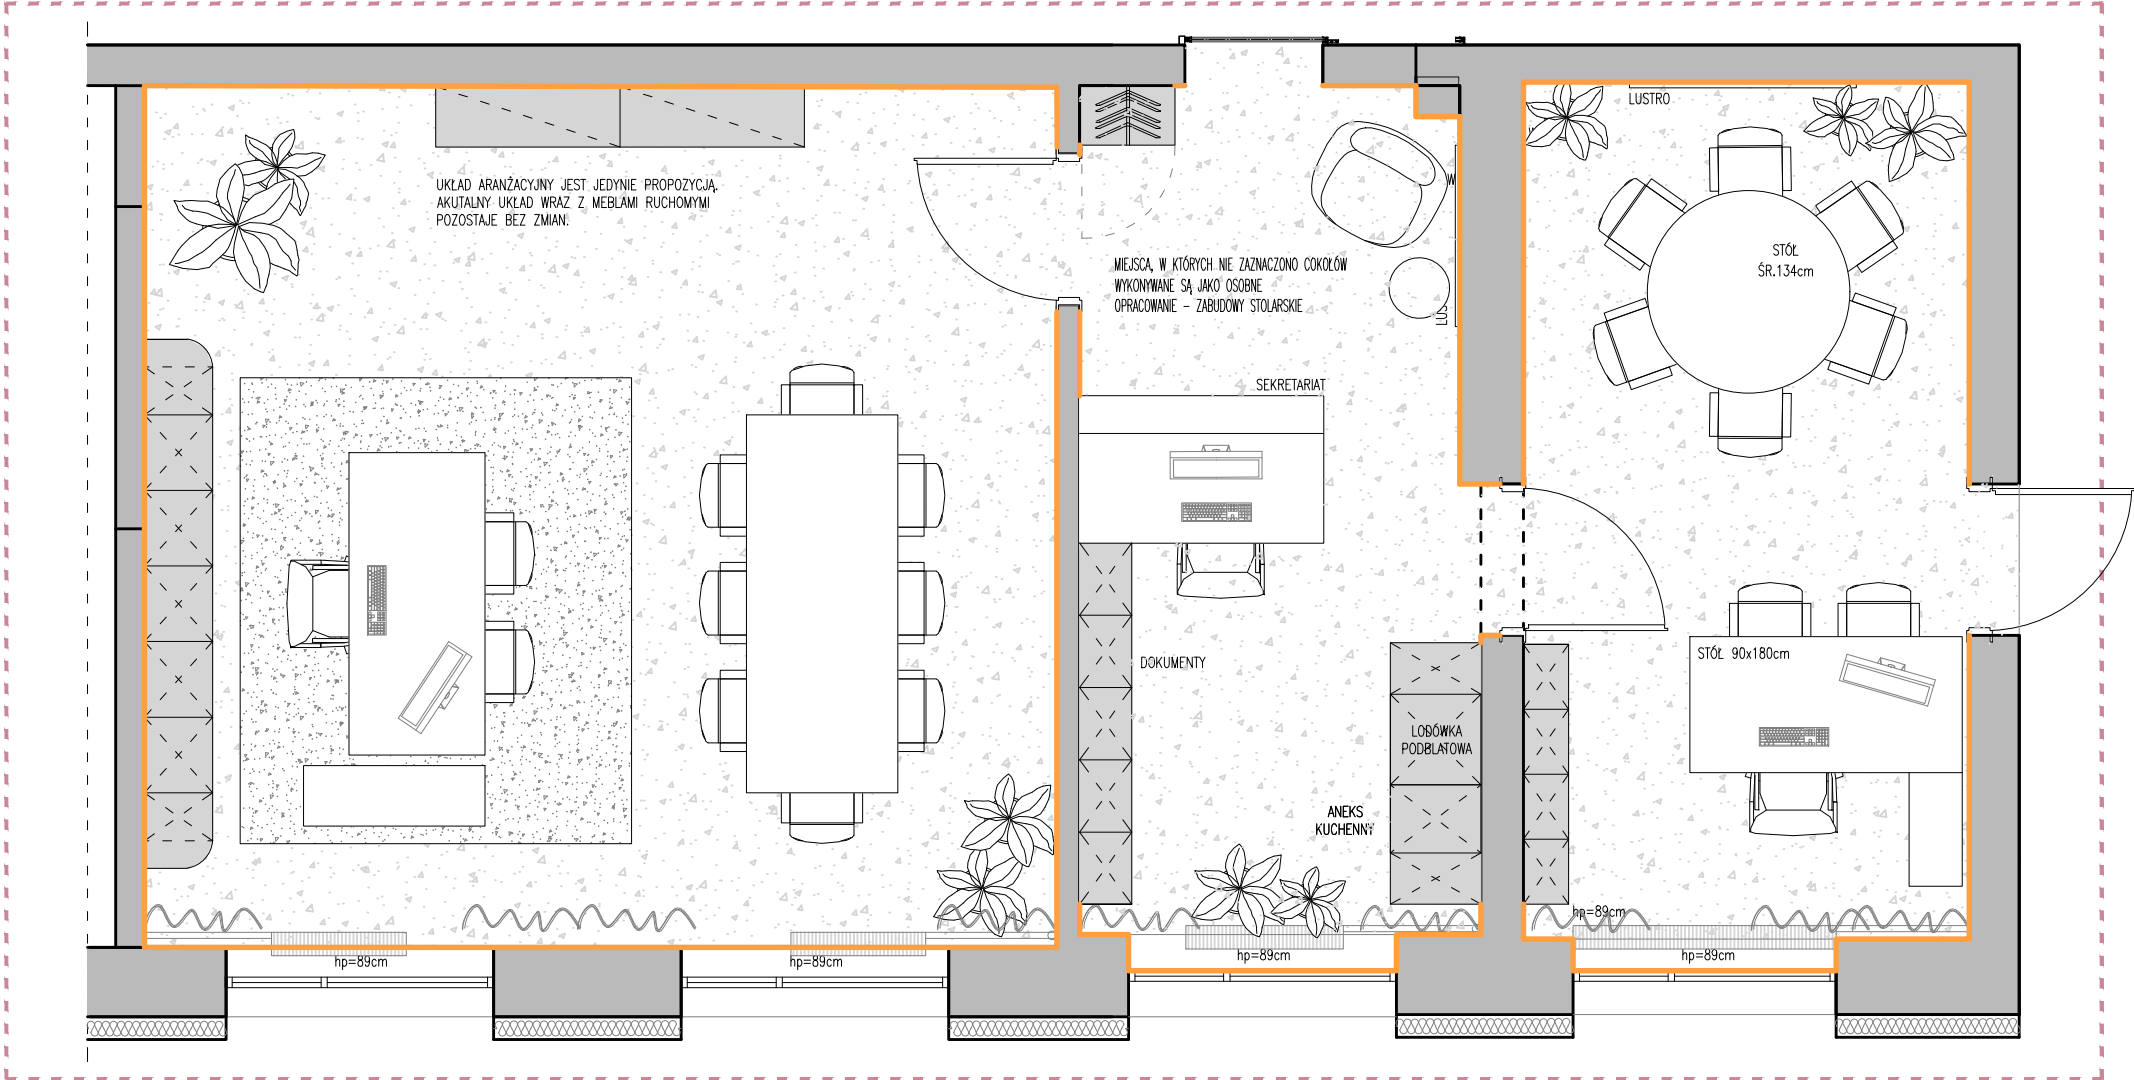 LUSTRO
UKŁAD ARANŻACYJNY JEST JEDYNIE PROPOZYCJĄ.
AKUTALNY UKŁAD WRAZ Z MEBLAMI RUCHOMYMI
POZOSTAJE BEZ ZMIAN.
W
STÓŁ
ŚR.134cm
MIEJSCA, W KTÓRYCH NIE ZAZNACZONO COKOŁÓW
WYKONYWANE SĄ JAKO OSOBNE
OPRACOWANIE – ZABUDOWY STOLARSKIE
LUS
SEKRETARIAT
STÓŁ 90x180cm
DOKUMENTY
LODÓWKA
PODBLATOWA
ANEKS
KUCHENNY
hp=89cm
hp=89cm
hp=89cm
hp=89cm
hp=89cm